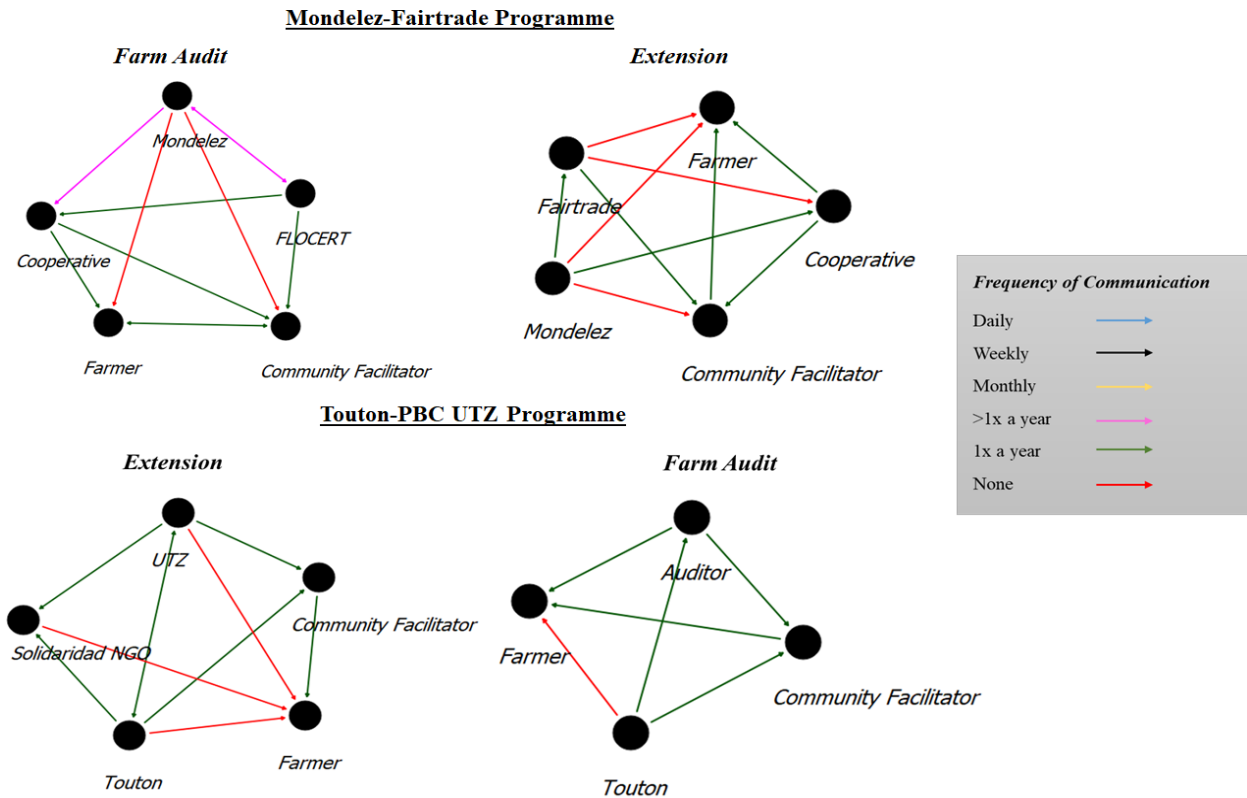 Mondelez-Fairtrade Programme
Farm Audit
Mondelez
FLOCERT
Cooperative
Farmer
Community Facilitator
Extension
Farmer
Fairtrade
Cooperative
Mondelez
Community Facilitator
Frequency of Communication
Daily
Weekly
Monthly
>1x a year
1x a year
None
Touton-PBC UTZ Programme
Extension
UTZ
Community Facilitator
Solidaridad NGO
Farmer
Touton
Farm Audit
Auditor
Farmer
Community Facilitator
Touton